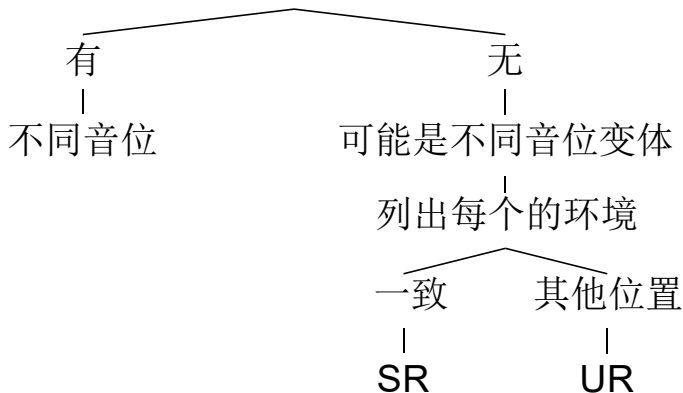 有 无
不同音位 可能是不同音位变体
列出每个的环境
一致 其他位置
SR UR